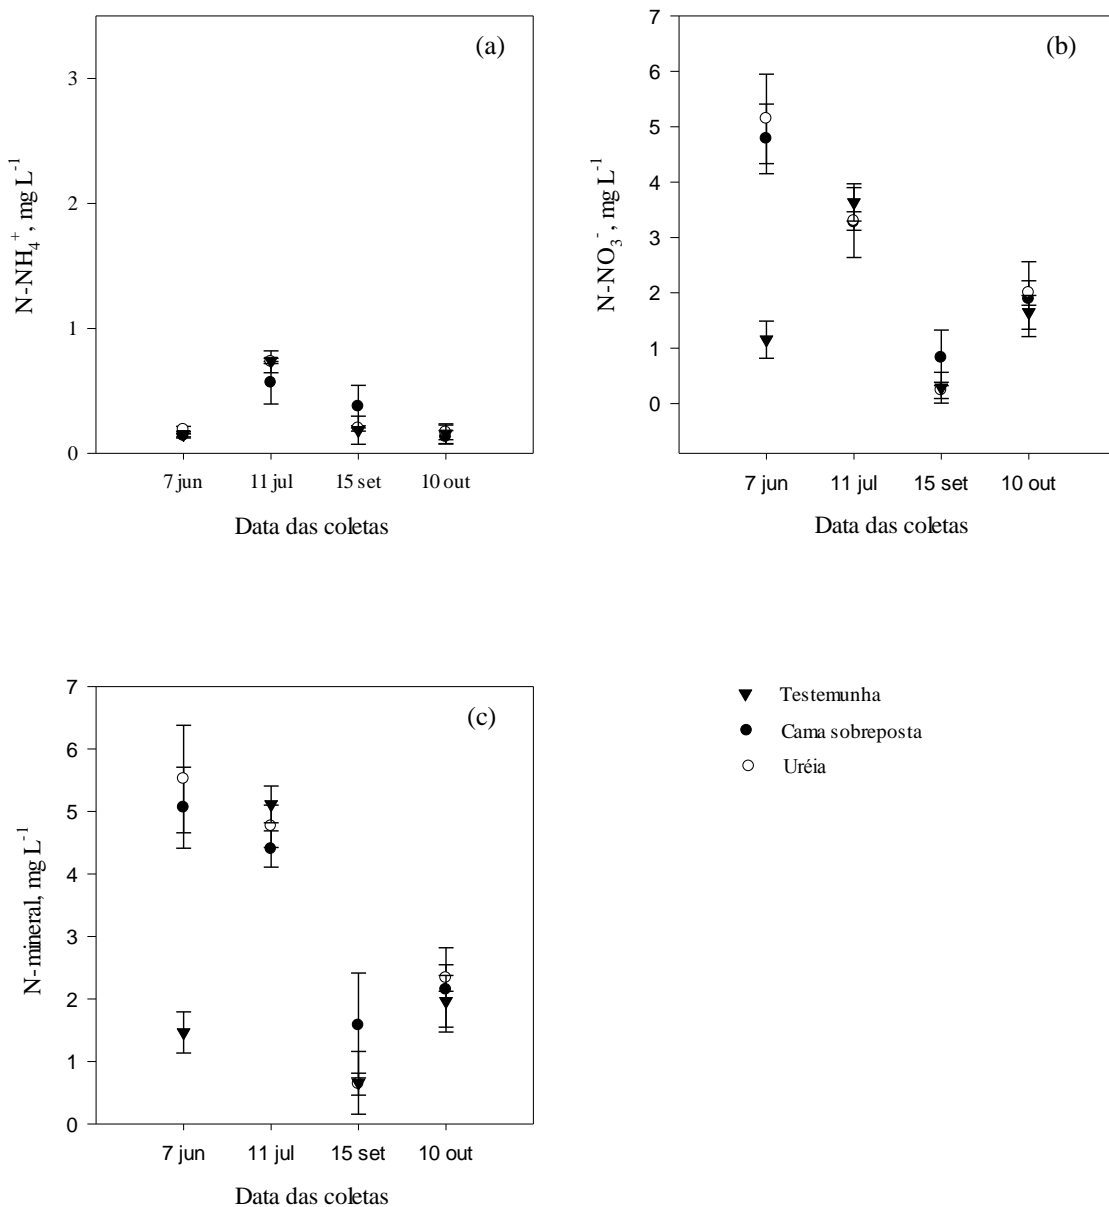 (a)
3
2
1
0
N-NH₄⁺, mg L⁻¹
7 jun 11 jul 15 set 10 out
Data das coletas
(b)
7
6
5
4
3
2
1
0
N-NO₃⁻, mg L⁻¹
7 jun 11 jul 15 set 10 out
Data das coletas
(c)
7
6
5
4
3
2
1
0
N-mineral, mg L⁻¹
7 jun 11 jul 15 set 10 out
Data das coletas
Testemunha
Cama sobreposta
Uréia